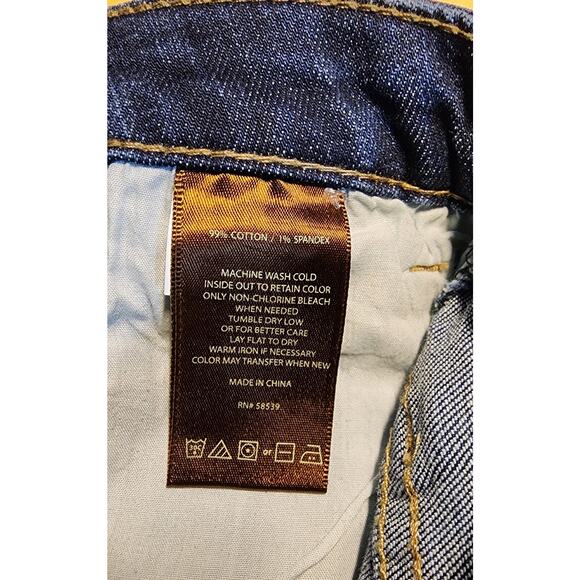 99% COTTON / 1% SPANDEX
MACHINE WASH COLD
INSIDE OUT TO RETAIN COLOR
ONLY NON-CHLORINE BLEACH
WHEN NEEDED
TUMBLE DRY LOW
OR FOR BETTER CARE
LAY FLAT TO DRY
WARM IRON IF NECESSARY
COLOR MAY TRANSFER WHEN NEW
MADE IN CHINA
RN# 58539
30C or